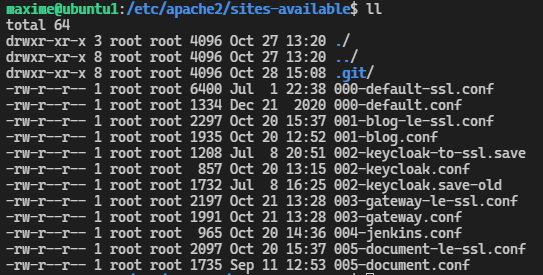 maxime@ubuntu1:/etc/apache2/sites-available$ ll
total 64
drwxr-xr-x 3 root root 4096 Oct 27 13:20 ./
drwxr-xr-x 8 root root 4096 Oct 27 13:20 ../
drwxr-xr-x 8 root root 4096 Oct 28 15:08 .git/
-rw-r--r-- 1 root root 6400 Jul  1 22:38 000-default-ssl.conf
-rw-r--r-- 1 root root 1334 Dec 21  2020 000-default.conf
-rw-r--r-- 1 root root 2297 Oct 20 15:37 001-blog-le-ssl.conf
-rw-r--r-- 1 root root 1935 Oct 20 12:52 001-blog.conf
-rw-r--r-- 1 root root 1208 Jul  8 20:51 002-keycloak-to-ssl.save
-rw-r--r-- 1 root root  857 Oct 20 13:15 002-keycloak.conf
-rw-r--r-- 1 root root 1732 Jul  8 16:25 002-keycloak.save-old
-rw-r--r-- 1 root root 2197 Oct 21 13:28 003-gateway-le-ssl.conf
-rw-r--r-- 1 root root 1991 Oct 21 13:28 003-gateway.conf
-rw-r--r-- 1 root root  965 Oct 20 14:36 004-jenkins.conf
-rw-r--r-- 1 root root 2097 Oct 20 15:37 005-document-le-ssl.conf
-rw-r--r-- 1 root root 1735 Sep 11 12:53 005-document.conf